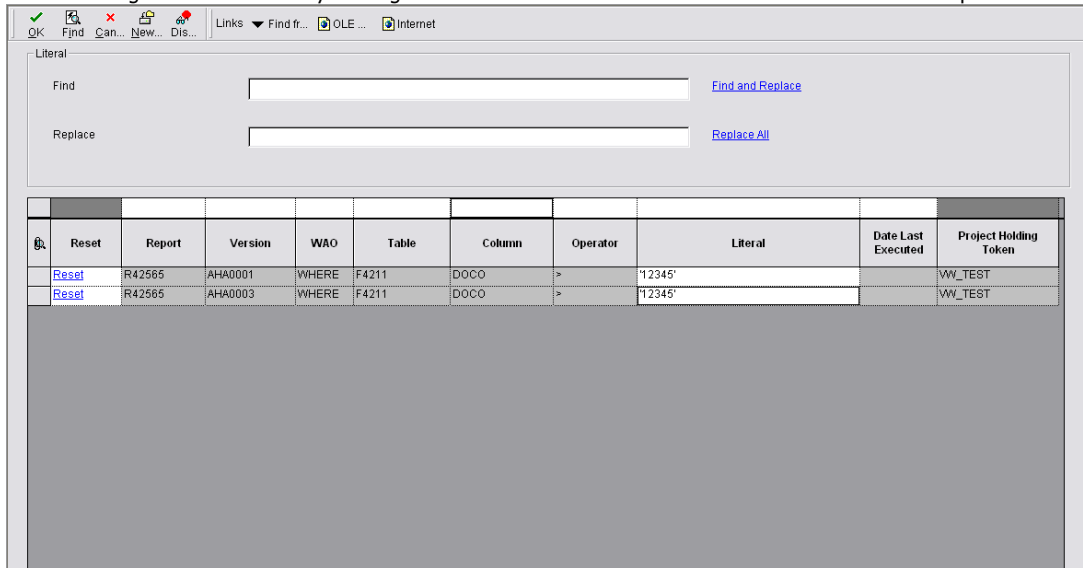 OK Find Can... New... Dis... Links Find fr... OLE ... Internet
Literal
Find Find and Replace
Replace Replace All
Reset Report Version WAO Table Column Operator Literal Date Last Executed Project Holding Token
Reset R42565 AHA0001 WHERE F4211 DOCO > '12345' VW_TEST
Reset R42565 AHA0003 WHERE F4211 DOCO > '12345' VW_TEST